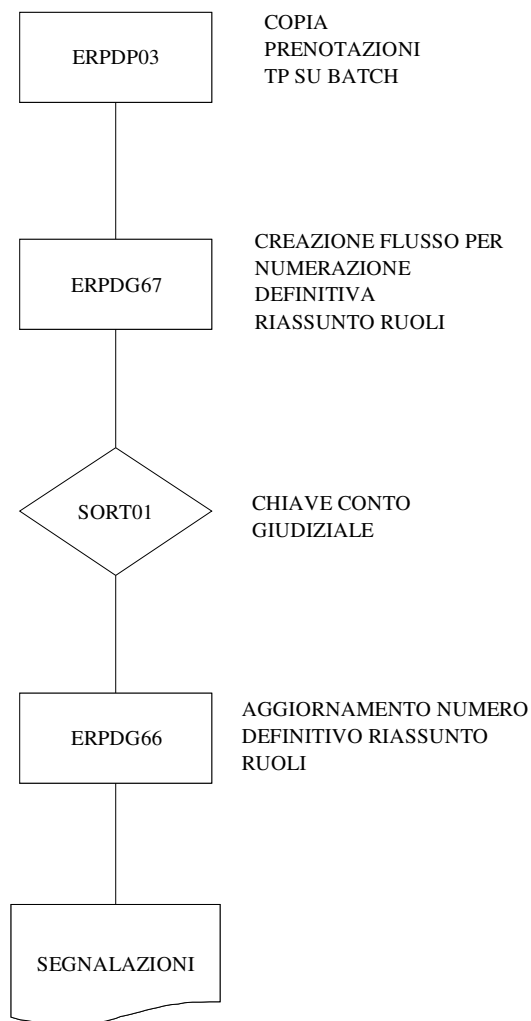 ERPDP03
COPIA
PRENOTAZIONI
TP SU BATCH
ERPDG67
CREAZIONE FLUSSO PER
NUMERAZIONE
DEFINITIVA
RIASSUNTO RUOLI
SORT01
CHIAVE CONTO
GIUDIZIALE
ERPDG66
AGGIORNAMENTO NUMERO
DEFINITIVO RIASSUNTO
RUOLI
SEGNALAZIONI